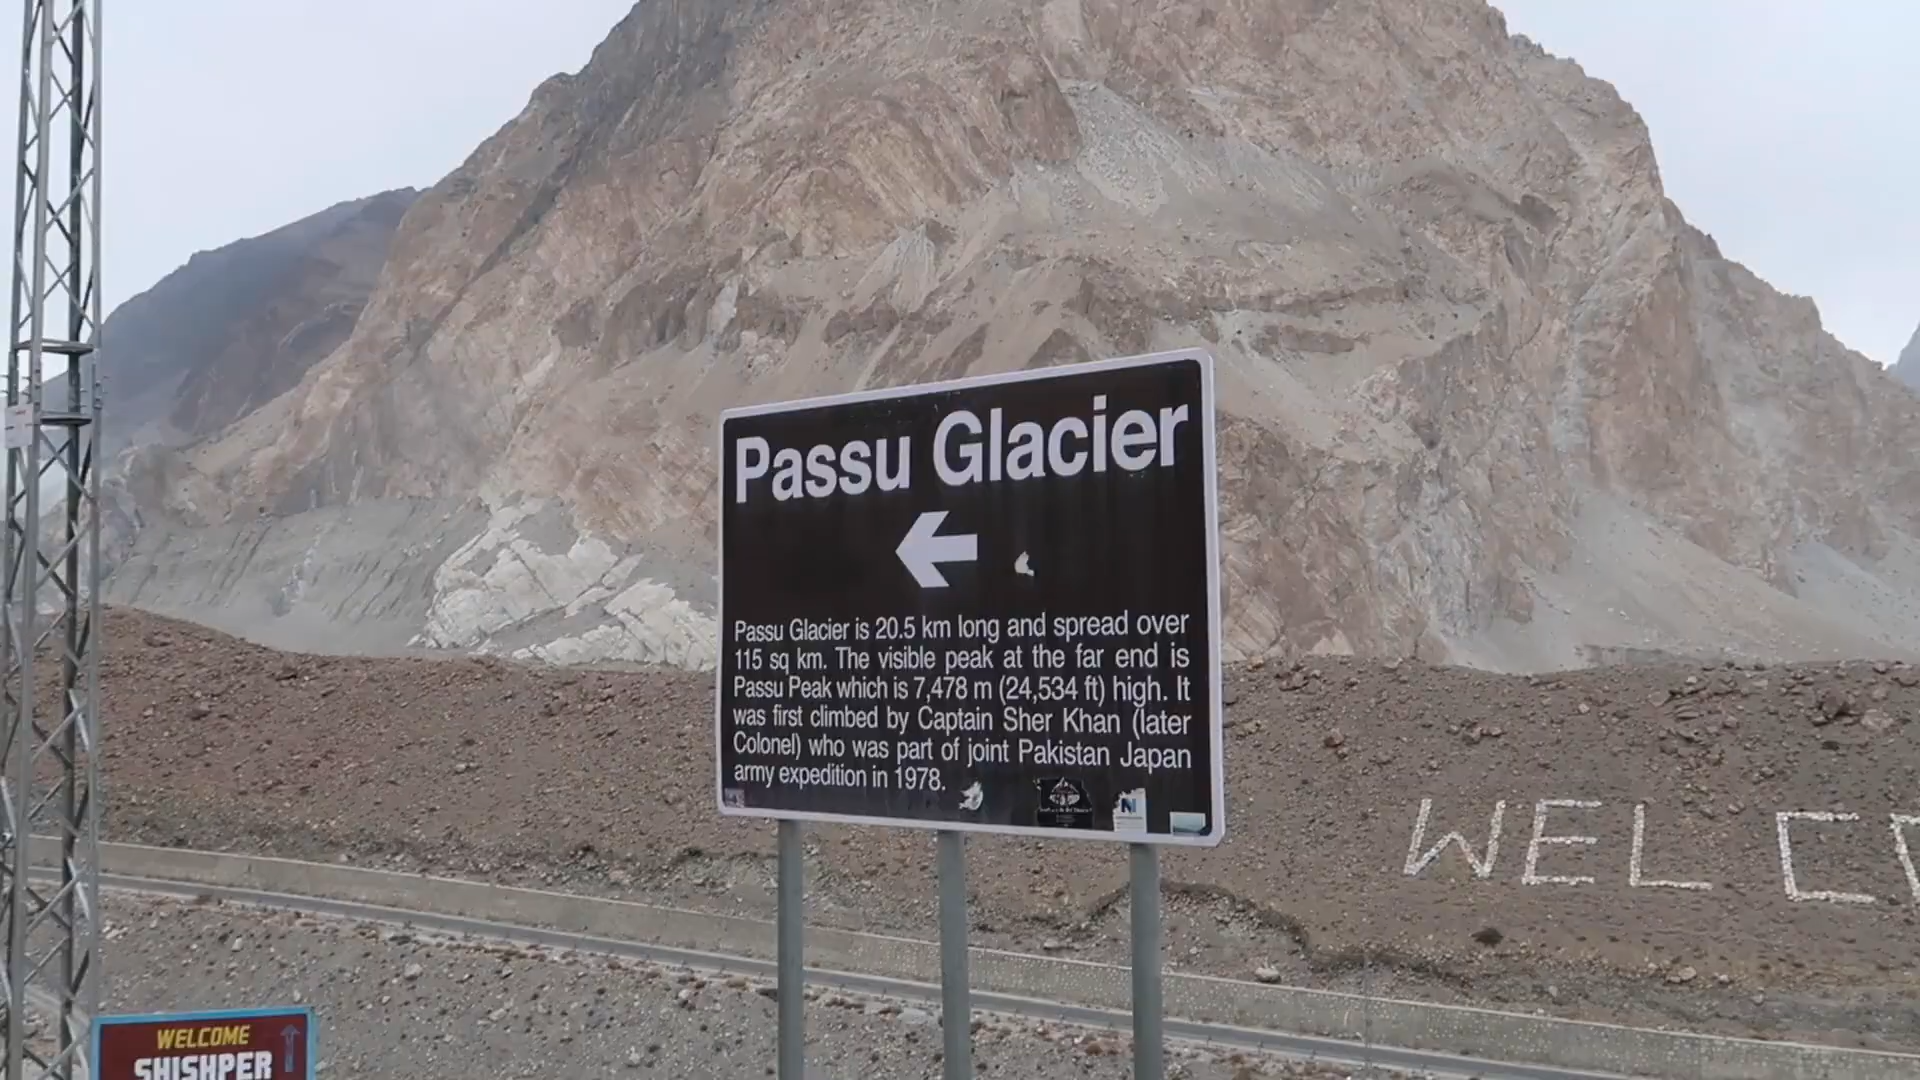 Passu Glacier
Passu Glacier is 20.5 km long and spread over
115 sq km. The visible peak at the far end is
Passu Peak which is 7,478 m (24,534 ft) high. It
was first climbed by Captain Sher Khan (later
Colonel) who was part of joint Pakistan Japan
army expedition in 1978.
WELC
WELCOME
SHISHPER